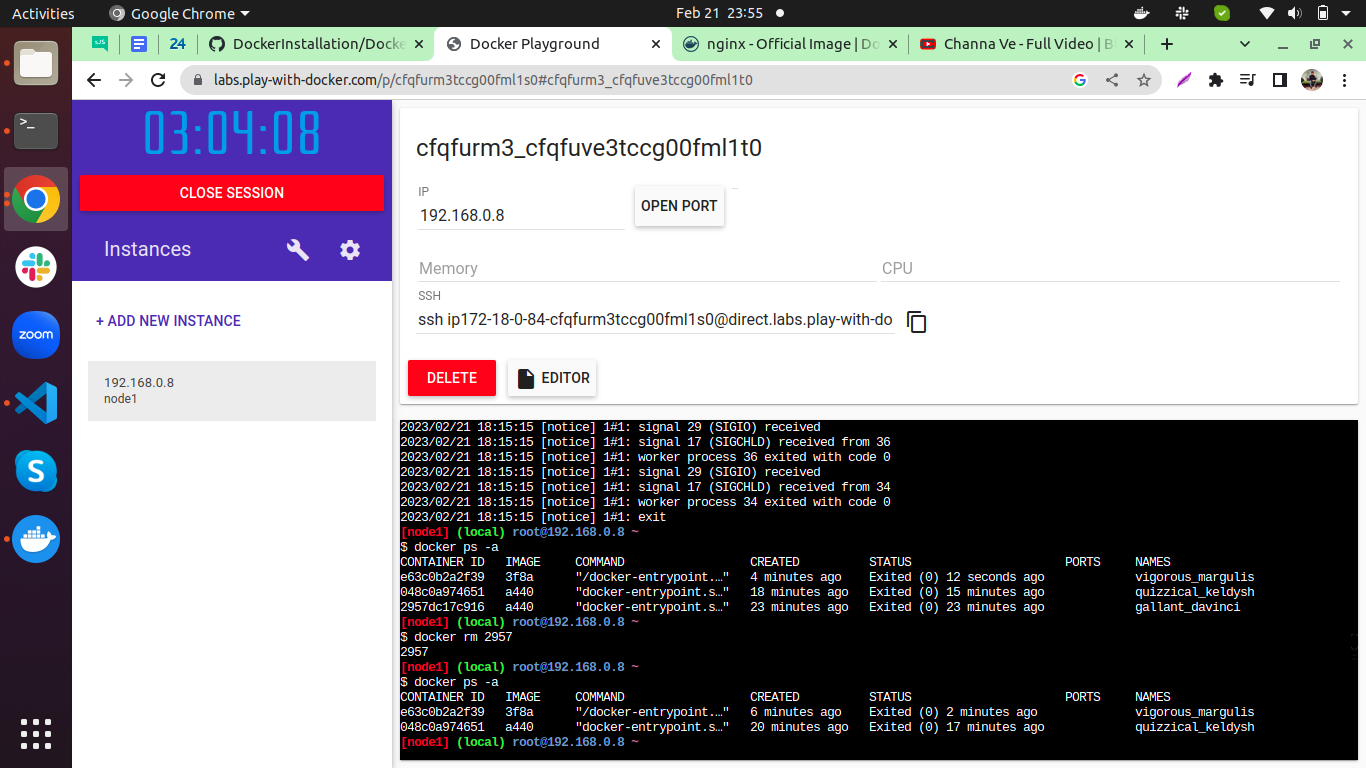 Activities
Google Chrome
Feb 21 23:55
24
DockerInstallation/Docke
Docker Playground
nginx - Official Image | Do
Channa Ve - Full Video | B
labs.play-with-docker.com/p/cfqfurm3tccg00fml1s0#cfqfurm3_cfqfuve3tccg00fml1t0
zoom
03:04:08
CLOSE SESSION
Instances
+ ADD NEW INSTANCE
192.168.0.8
node1
cfqfurm3_cfqfuve3tccg00fml1t0
IP
192.168.0.8
OPEN PORT
Memory
CPU
SSH
ssh ip172-18-0-84-cfqfurm3tccg00fml1s0@direct.labs.play-with-do
DELETE
EDITOR
2023/02/21 18:15:15 [notice] 1#1: signal 29 (SIGIO) received
2023/02/21 18:15:15 [notice] 1#1: signal 17 (SIGCHLD) received from 36
2023/02/21 18:15:15 [notice] 1#1: worker process 36 exited with code 0
2023/02/21 18:15:15 [notice] 1#1: signal 29 (SIGIO) received
2023/02/21 18:15:15 [notice] 1#1: signal 17 (SIGCHLD) received from 34
2023/02/21 18:15:15 [notice] 1#1: worker process 34 exited with code 0
2023/02/21 18:15:15 [notice] 1#1: exit
[node1] (local) root@192.168.0.8 ~
$ docker ps -a
CONTAINER ID IMAGE COMMAND CREATED STATUS PORTS NAMES
e63c0b2a2f39 3f8a "/docker-entrypoint.…" 4 minutes ago Exited (0) 12 seconds ago vigorous_margulis
048c0a974651 a440 "docker-entrypoint.s…" 18 minutes ago Exited (0) 15 minutes ago quizzical_keldysh
2957dc17c916 a440 "docker-entrypoint.s…" 23 minutes ago Exited (0) 23 minutes ago gallant_davinci
[node1] (local) root@192.168.0.8 ~
$ docker rm 2957
2957
[node1] (local) root@192.168.0.8 ~
$ docker ps -a
CONTAINER ID IMAGE COMMAND CREATED STATUS PORTS NAMES
e63c0b2a2f39 3f8a "/docker-entrypoint.…" 6 minutes ago Exited (0) 2 minutes ago vigorous_margulis
048c0a974651 a440 "docker-entrypoint.s…" 20 minutes ago Exited (0) 17 minutes ago quizzical_keldysh
[node1] (local) root@192.168.0.8 ~